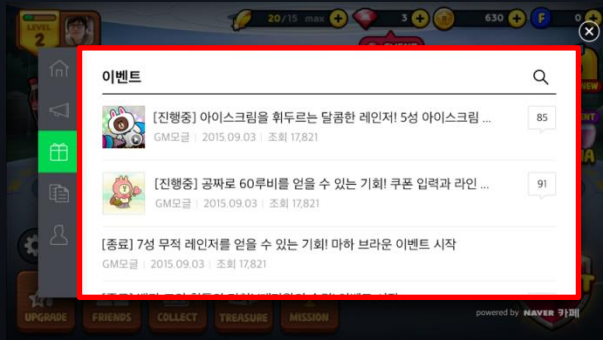 LEVEL
2
20/15 max
3
630
F
0
이벤트
[진행중] 아이스크림을 휘두르는 달콤한 레인저! 5성 아이스크림 ...
85
GM모글 | 2015.09.03 | 조회 17,821
[진행중] 공짜로 60루비를 얻을 수 있는 기회! 쿠폰 입력과 라인 ...
91
GM모글 | 2015.09.03 | 조회 17,821
[종료] 7성 무적 레인저를 얻을 수 있는 기회! 마하 브라운 이벤트 시작
GM모글 | 2015.09.03 | 조회 17,821
UPGRADE
FRIENDS
COLLECT
TREASURE
MISSION
powered by NAVER 카페